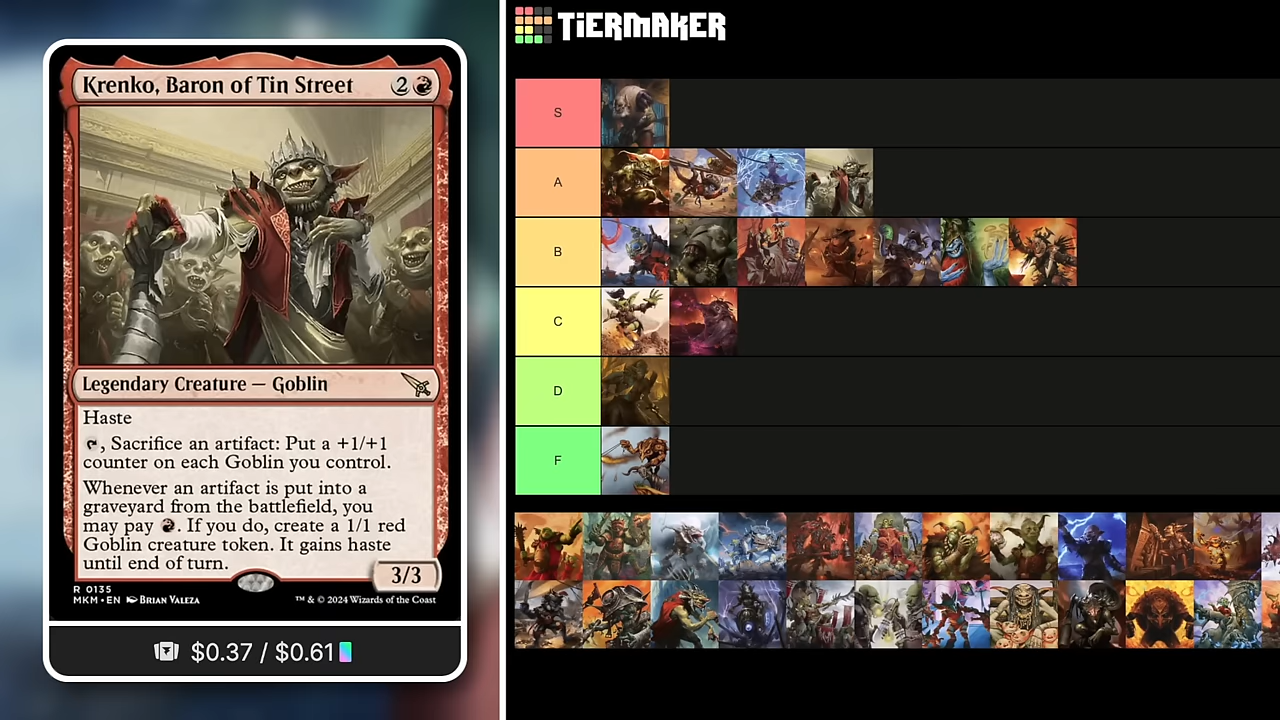 Krenko, Baron of Tin Street 2
Legendary Creature — Goblin
Haste
, Sacrifice an artifact: Put a +1/+1
counter on each Goblin you control.
Whenever an artifact is put into a
graveyard from the battlefield, you
may pay . If you do, create a 1/1 red
Goblin creature token. It gains haste
until end of turn.
3/3
R 0135
MKM • EN BRIAN VALEZA
™ & © 2024 Wizards of the Coast
$0.37 / $0.61
TIERMAKER
S
A
B
C
D
F